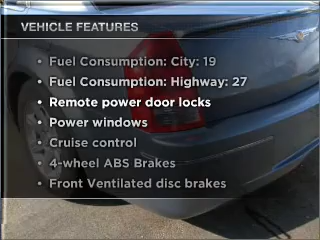 VEHICLE FEATURES
• Fuel Consumption: City: 19
• Fuel Consumption: Highway: 27
• Remote power door locks
• Power windows
• Cruise control
• 4-wheel ABS Brakes
• Front Ventilated disc brakes